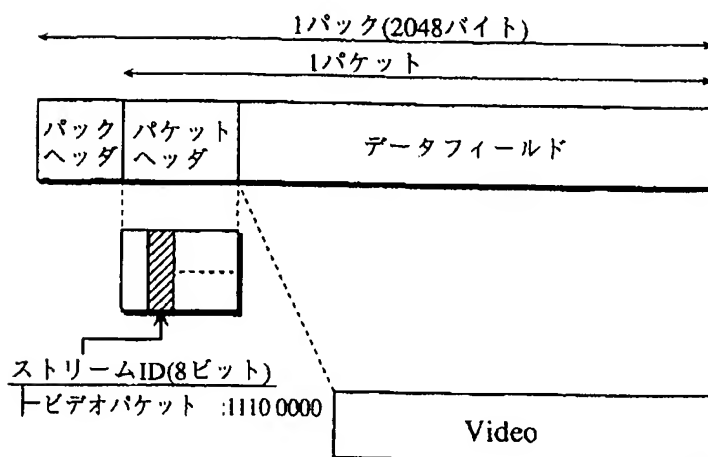 1パック(2048バイト)
1パケット
パック
ヘッダ
パケット
ヘッダ
データフィールド
ストリームID(8ビット)
ビデオパケット :1110 0000
Video